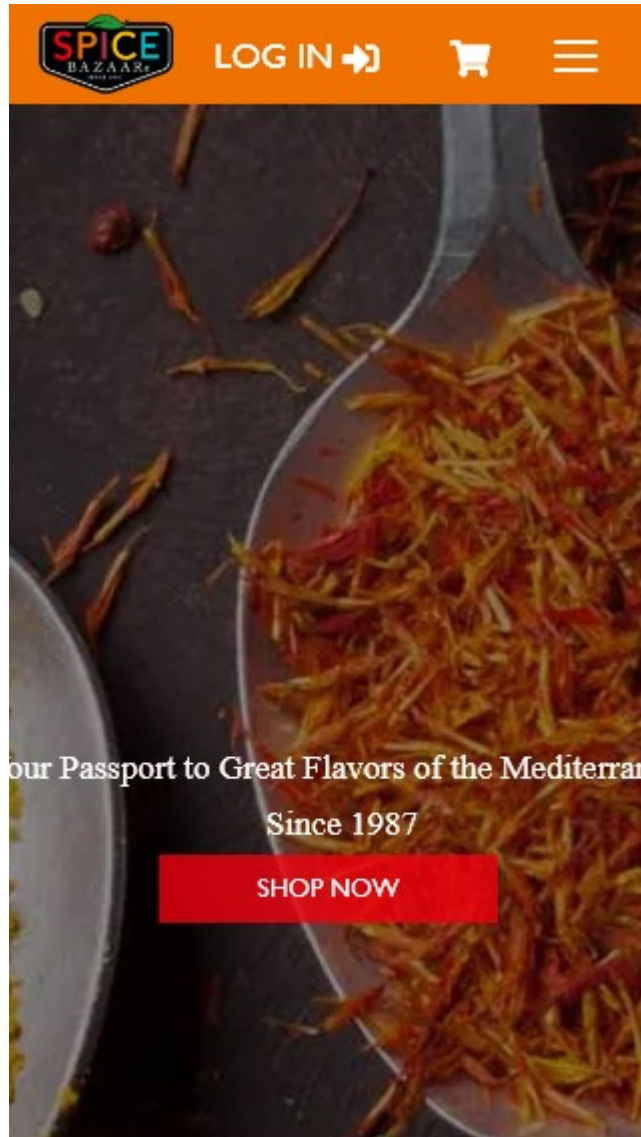 SPICE
BAZAAR
LOG IN
our Passport to Great Flavors of the Mediterra
Since 1987
SHOP NOW